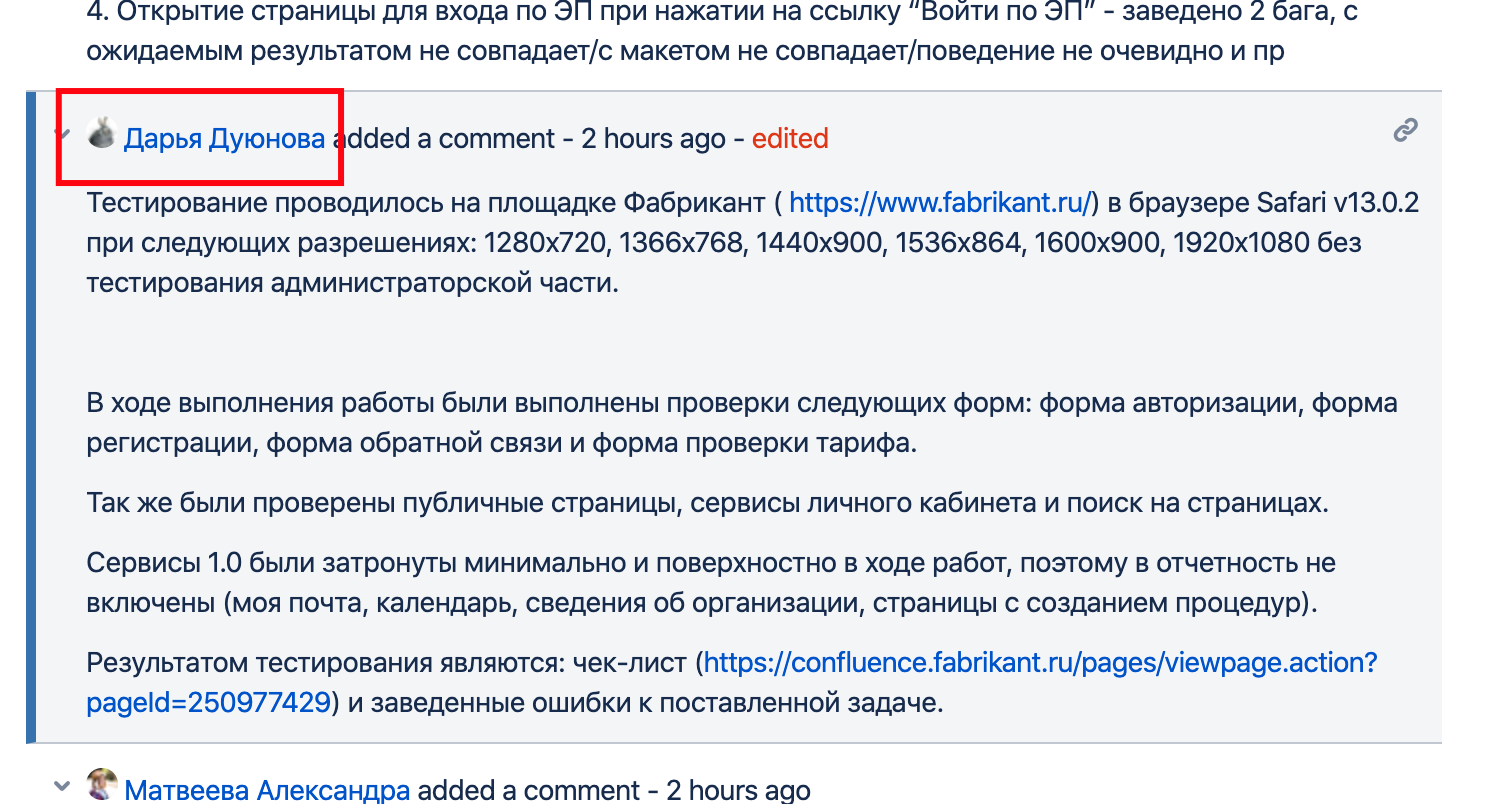 4. Открытие страницы для входа по ЭП при нажатии на ссылку “Войти по ЭП” - заведено 2 бага, с
ожидаемым результатом не совпадает/с макетом не совпадает/поведение не очевидно и пр
Дарья Дуюнова added a comment - 2 hours ago - edited
Тестирование проводилось на площадке Фабрикант ( https://www.fabrikant.ru/) в браузере Safari v13.0.2
при следующих разрешениях: 1280x720, 1366x768, 1440x900, 1536x864, 1600x900, 1920x1080 без
тестирования администраторской части.
В ходе выполнения работы были выполнены проверки следующих форм: форма авторизации, форма
регистрации, форма обратной связи и форма проверки тарифа.
Так же были проверены публичные страницы, сервисы личного кабинета и поиск на страницах.
Сервисы 1.0 были затронуты минимально и поверхностно в ходе работ, поэтому в отчетность не
включены (моя почта, календарь, сведения об организации, страницы с созданием процедур).
Результатом тестирования являются: чек-лист (https://confluence.fabrikant.ru/pages/viewpage.action?
pageId=250977429) и заведенные ошибки к поставленной задаче.
Матвеева Александра added a comment - 2 hours ago